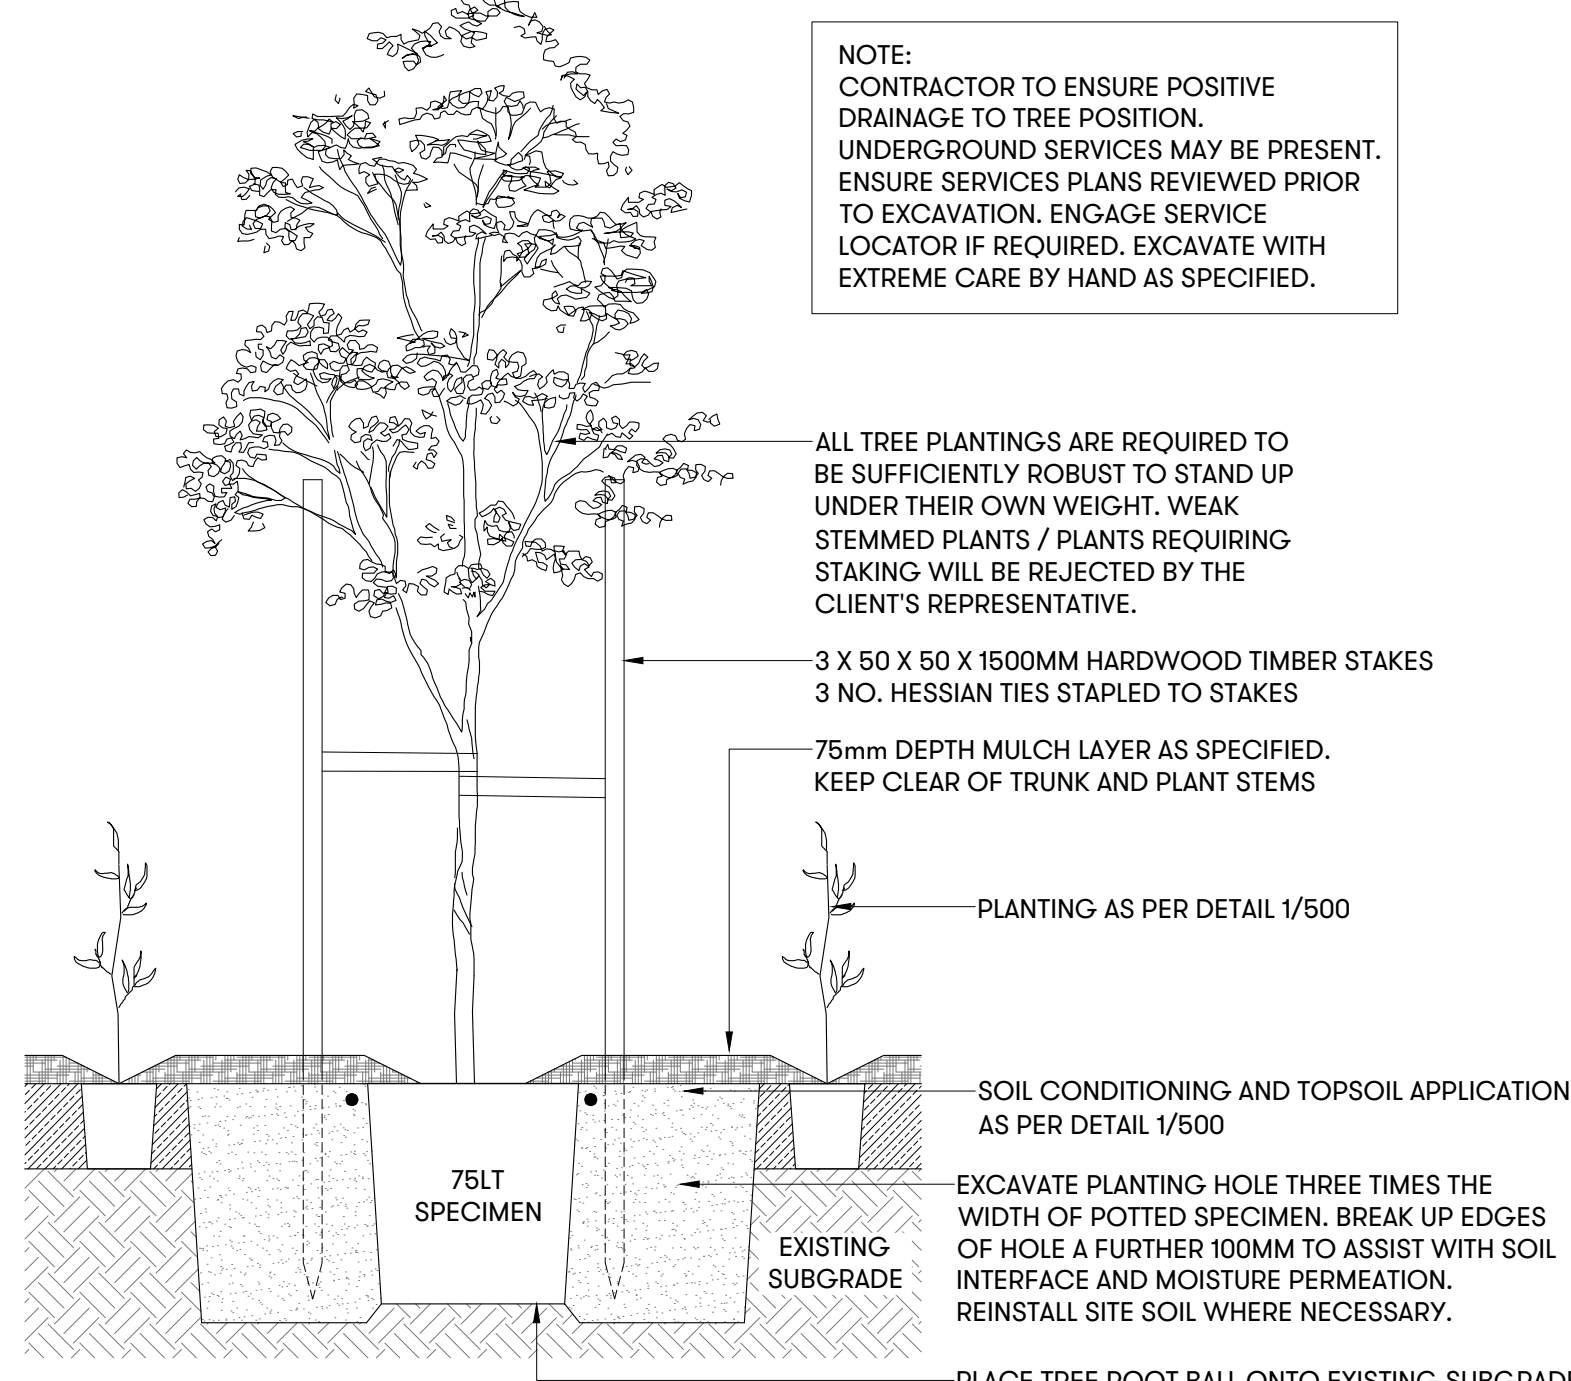 NOTE:
CONTRACTOR TO ENSURE POSITIVE
DRAINAGE TO TREE POSITION.
UNDERGROUND SERVICES MAY BE PRESENT.
ENSURE SERVICES PLANS REVIEWED PRIOR
TO EXCAVATION. ENGAGE SERVICE
LOCATOR IF REQUIRED. EXCAVATE WITH
EXTREME CARE BY HAND AS SPECIFIED.
ALL TREE PLANTINGS ARE REQUIRED TO
BE SUFFICIENTLY ROBUST TO STAND UP
UNDER THEIR OWN WEIGHT. WEAK
STEMMED PLANTS / PLANTS REQUIRING
STAKING WILL BE REJECTED BY THE
CLIENT'S REPRESENTATIVE.
3 X 50 X 50 X 1500MM HARDWOOD TIMBER STAKES
3 NO. HESSIAN TIES STAPLED TO STAKES
75mm DEPTH MULCH LAYER AS SPECIFIED.
KEEP CLEAR OF TRUNK AND PLANT STEMS
PLANTING AS PER DETAIL 1/500
SOIL CONDITIONING AND TOPSOIL APPLICATION
AS PER DETAIL 1/500
75LT
SPECIMEN
EXISTING
SUBGRADE
EXCAVATE PLANTING HOLE THREE TIMES THE
WIDTH OF POTTED SPECIMEN. BREAK UP EDGES
OF HOLE A FURTHER 100MM TO ASSIST WITH SOIL
INTERFACE AND MOISTURE PERMEATION.
REINSTALL SITE SOIL WHERE NECESSARY.
PLACE TREE ROOT BALL ONTO EXISTING SUBGRADE